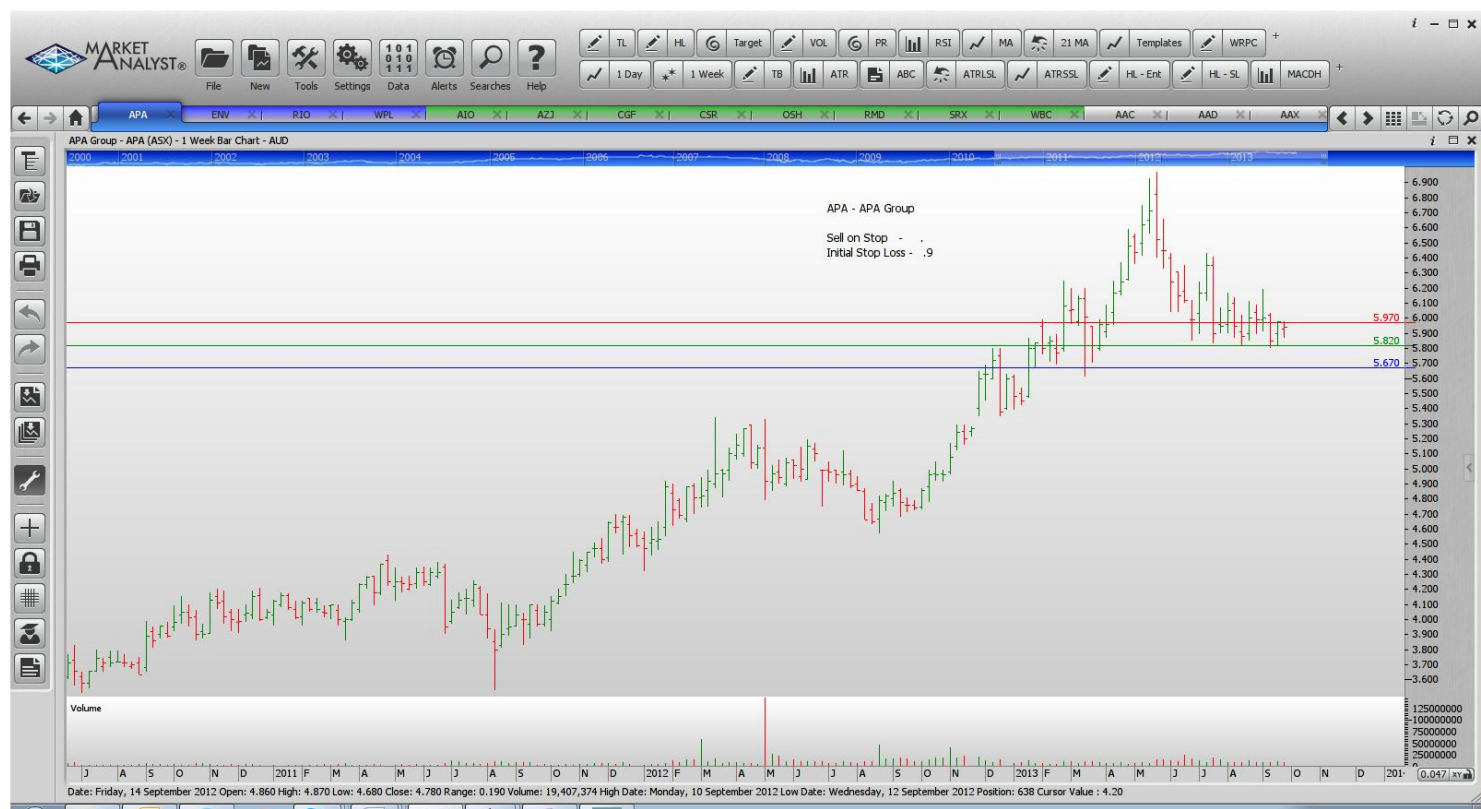 i
MARKET ANALYST®
File New Tools Settings Data Alerts Searches Help
TL HL Target VOL PR RSI MA 21 MA Templates WRPC +
1 Day 1 Week TB ATR ABC ATRLSL ATRSSL HL - Ent HL - SL MACDH +
101
010
111
APA ENV RIO WPL AIO AZJ CGF CSR OSH RMD SRX WBC AAC AAD AAX
APA Group - APA (ASX) - 1 Week Bar Chart - AUD
i
2000 2001 2002 2003 2004 2005 2006 2007 2008 2009 2010 2011 2012 2013
APA - APA Group
Sell on Stop - .
Initial Stop Loss - .9
5.970
5.820
5.670
6.900
6.800
6.700
6.600
6.500
6.400
6.300
6.200
6.100
6.000
5.900
5.800
5.700
5.600
5.500
5.400
5.300
5.200
5.100
5.000
4.900
4.800
4.700
4.600
4.500
4.400
4.300
4.200
4.100
4.000
3.900
3.800
3.700
3.600
Volume
125000000
100000000
75000000
50000000
25000000
0
J A S O N D 2011 F M A M J J A S O N D 2012 F M A M J J A S O N D 2013 F M A M J J A S O N D 201
0.047 XY
Date: Friday, 14 September 2012 Open: 4.860 High: 4.870 Low: 4.680 Close: 4.780 Range: 0.190 Volume: 19,407,374 High Date: Monday, 10 September 2012 Low Date: Wednesday, 12 September 2012 Position: 638 Cursor Value : 4.20